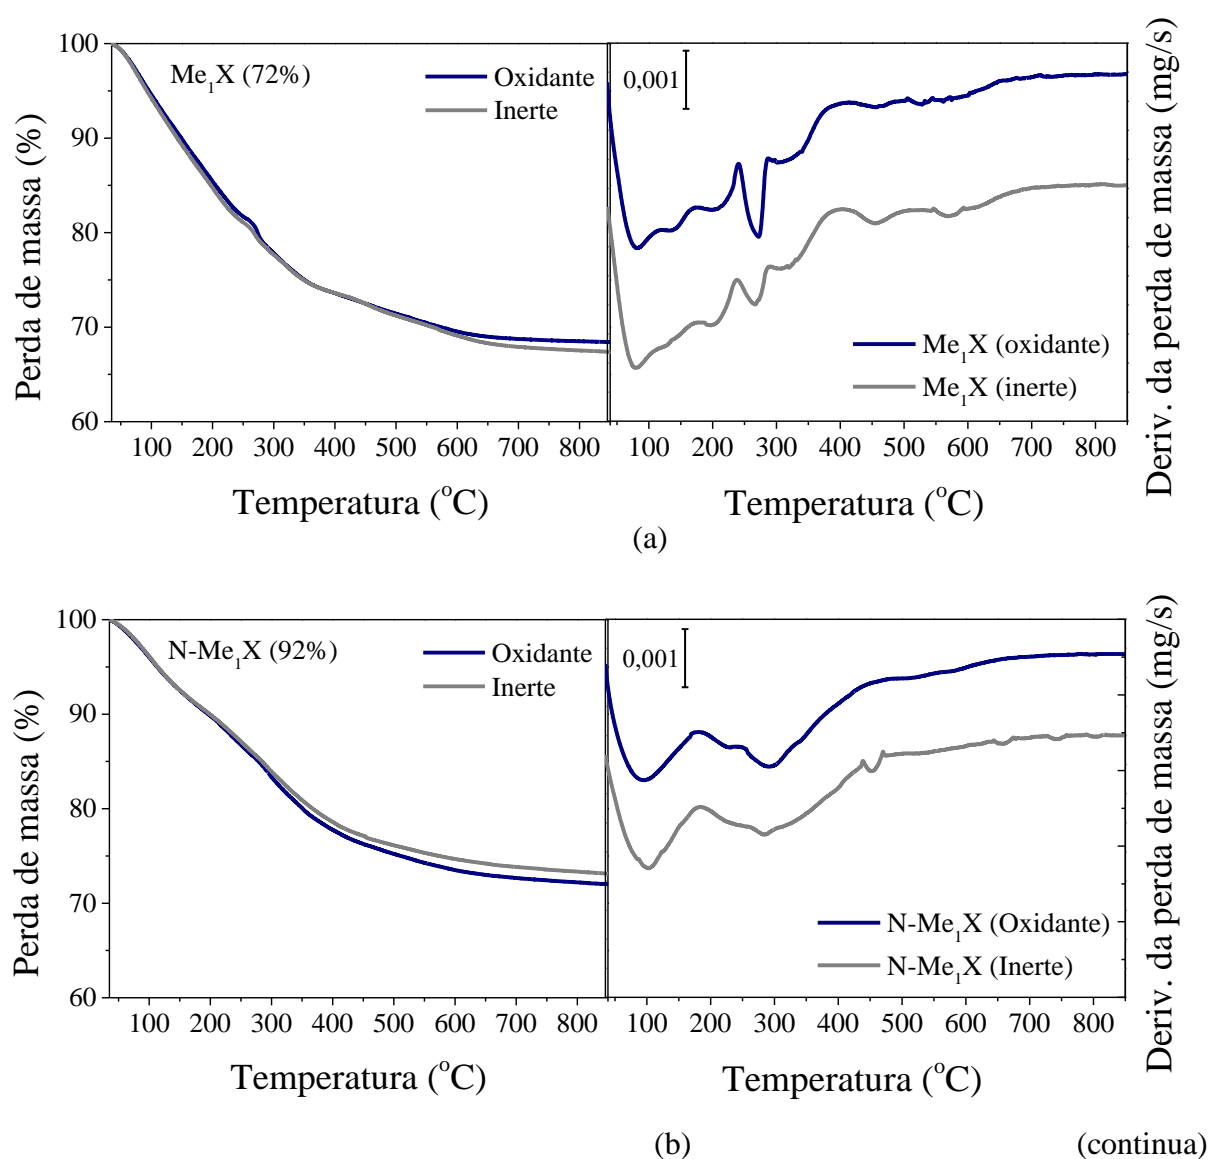 Me₁X (72%)
Oxidante
Inerte
Perda de massa (%)
100
90
80
70
60
100 200 300 400 500 600 700 800
Temperatura (°C)
0,001
Me₁X (oxidante)
Me₁X (inerte)
Deriv. da perda de massa (mg/s)
100 200 300 400 500 600 700 800
Temperatura (°C)
(a)
N-Me₁X (92%)
Oxidante
Inerte
Perda de massa (%)
100
90
80
70
60
100 200 300 400 500 600 700 800
Temperatura (°C)
0,001
N-Me₁X (Oxidante)
N-Me₁X (Inerte)
Deriv. da perda de massa (mg/s)
100 200 300 400 500 600 700 800
Temperatura (°C)
(b) (continua)